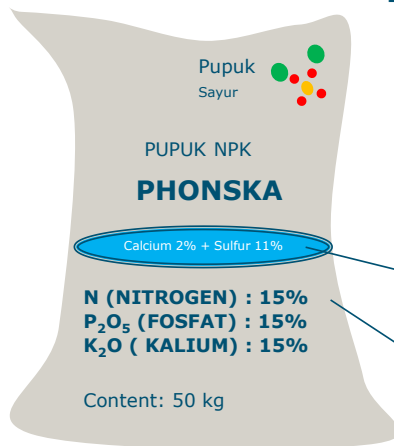 Pupuk
Sayur
PUPUK NPK
PHONSKA
Calcium 2% + Sulfur 11%
N (NITROGEN) : 15%
P₂O₅ (FOSFAT) : 15%
K₂O ( KALIUM) : 15%
Content: 50 kg